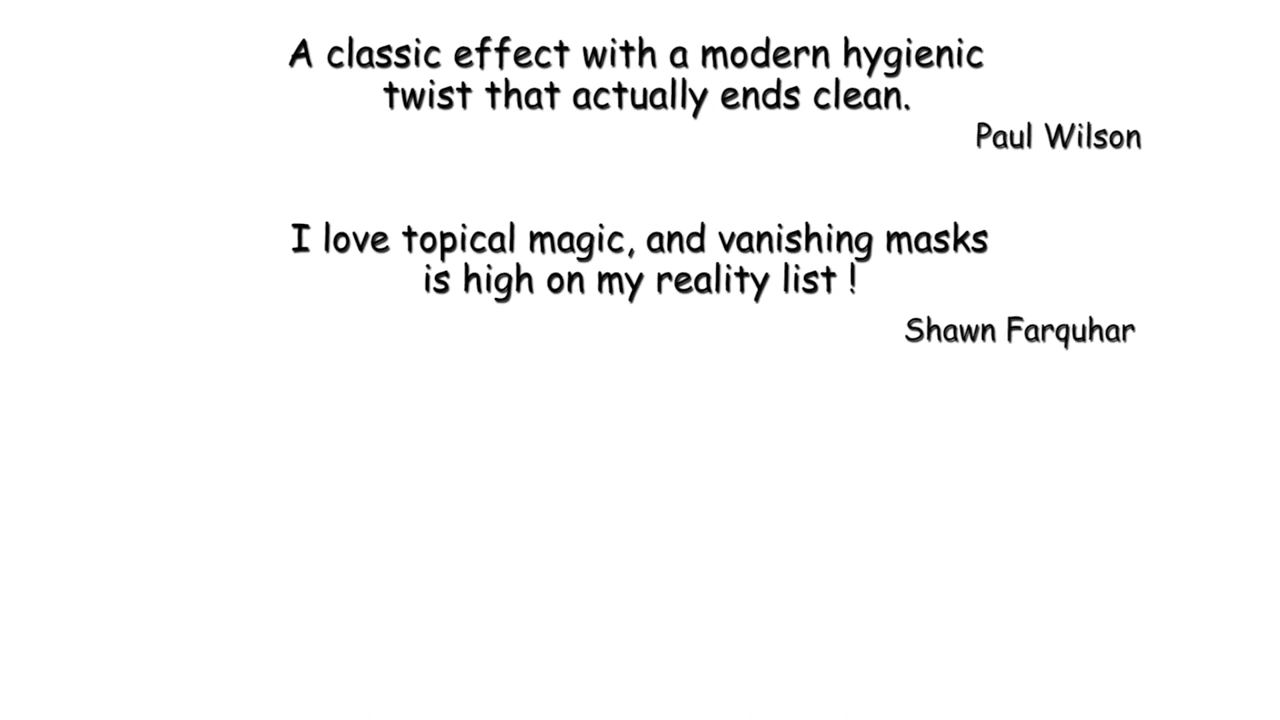 A classic effect with a modern hygienic
twist that actually ends clean.
Paul Wilson
I love topical magic, and vanishing masks
is high on my reality list !
Shawn Farquhar